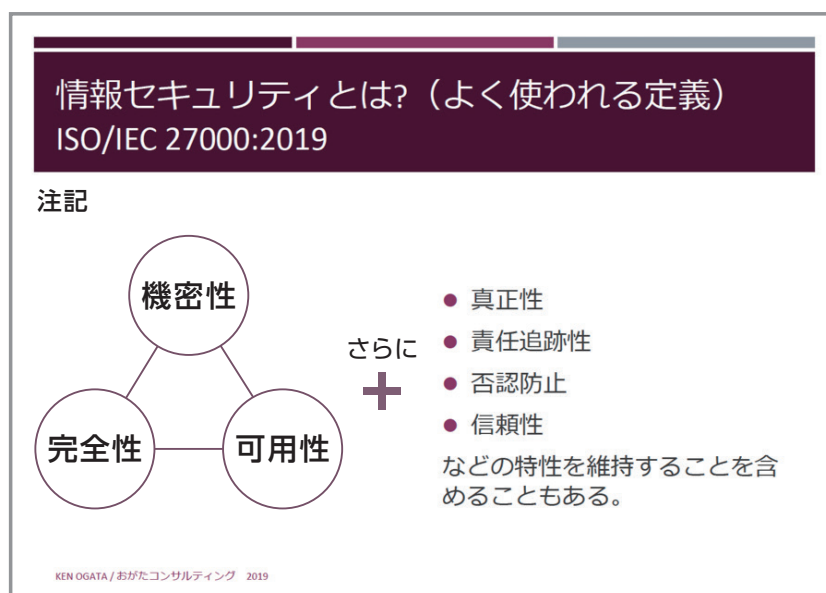 情報セキュリティとは?（よく使われる定義）
ISO/IEC 27000:2019
注記
機密性
完全性
可用性
さらに
+
● 真正性
● 責任追跡性
● 否認防止
● 信頼性
などの特性を維持することを含
めることもある。
KEN OGATA / おがたコンサルティング 2019